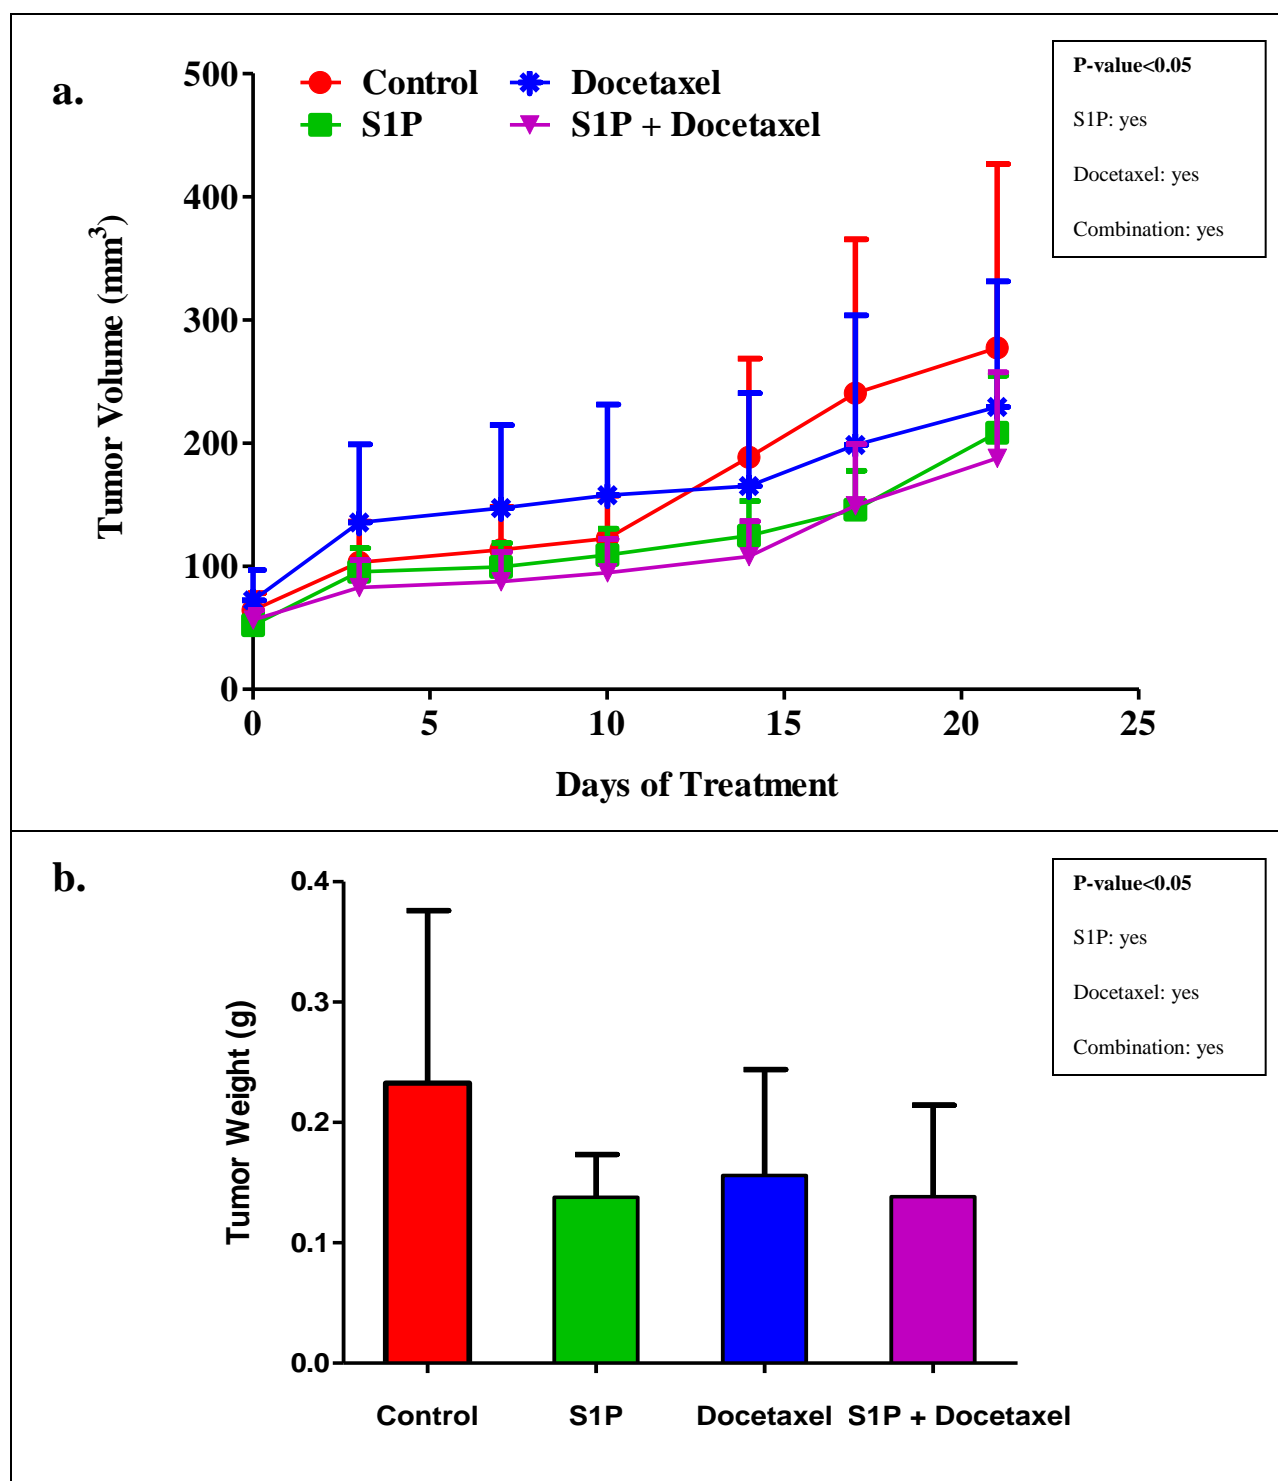 a.
Control
Docetaxel
S1P
S1P + Docetaxel
P-value<0.05
S1P: yes
Docetaxel: yes
Combination: yes
Tumor Volume (mm³)
500
400
300
200
100
0
0 5 10 15 20 25
Days of Treatment
b.
P-value<0.05
S1P: yes
Docetaxel: yes
Combination: yes
Tumor Weight (g)
0.4
0.3
0.2
0.1
0.0
Control S1P Docetaxel S1P + Docetaxel